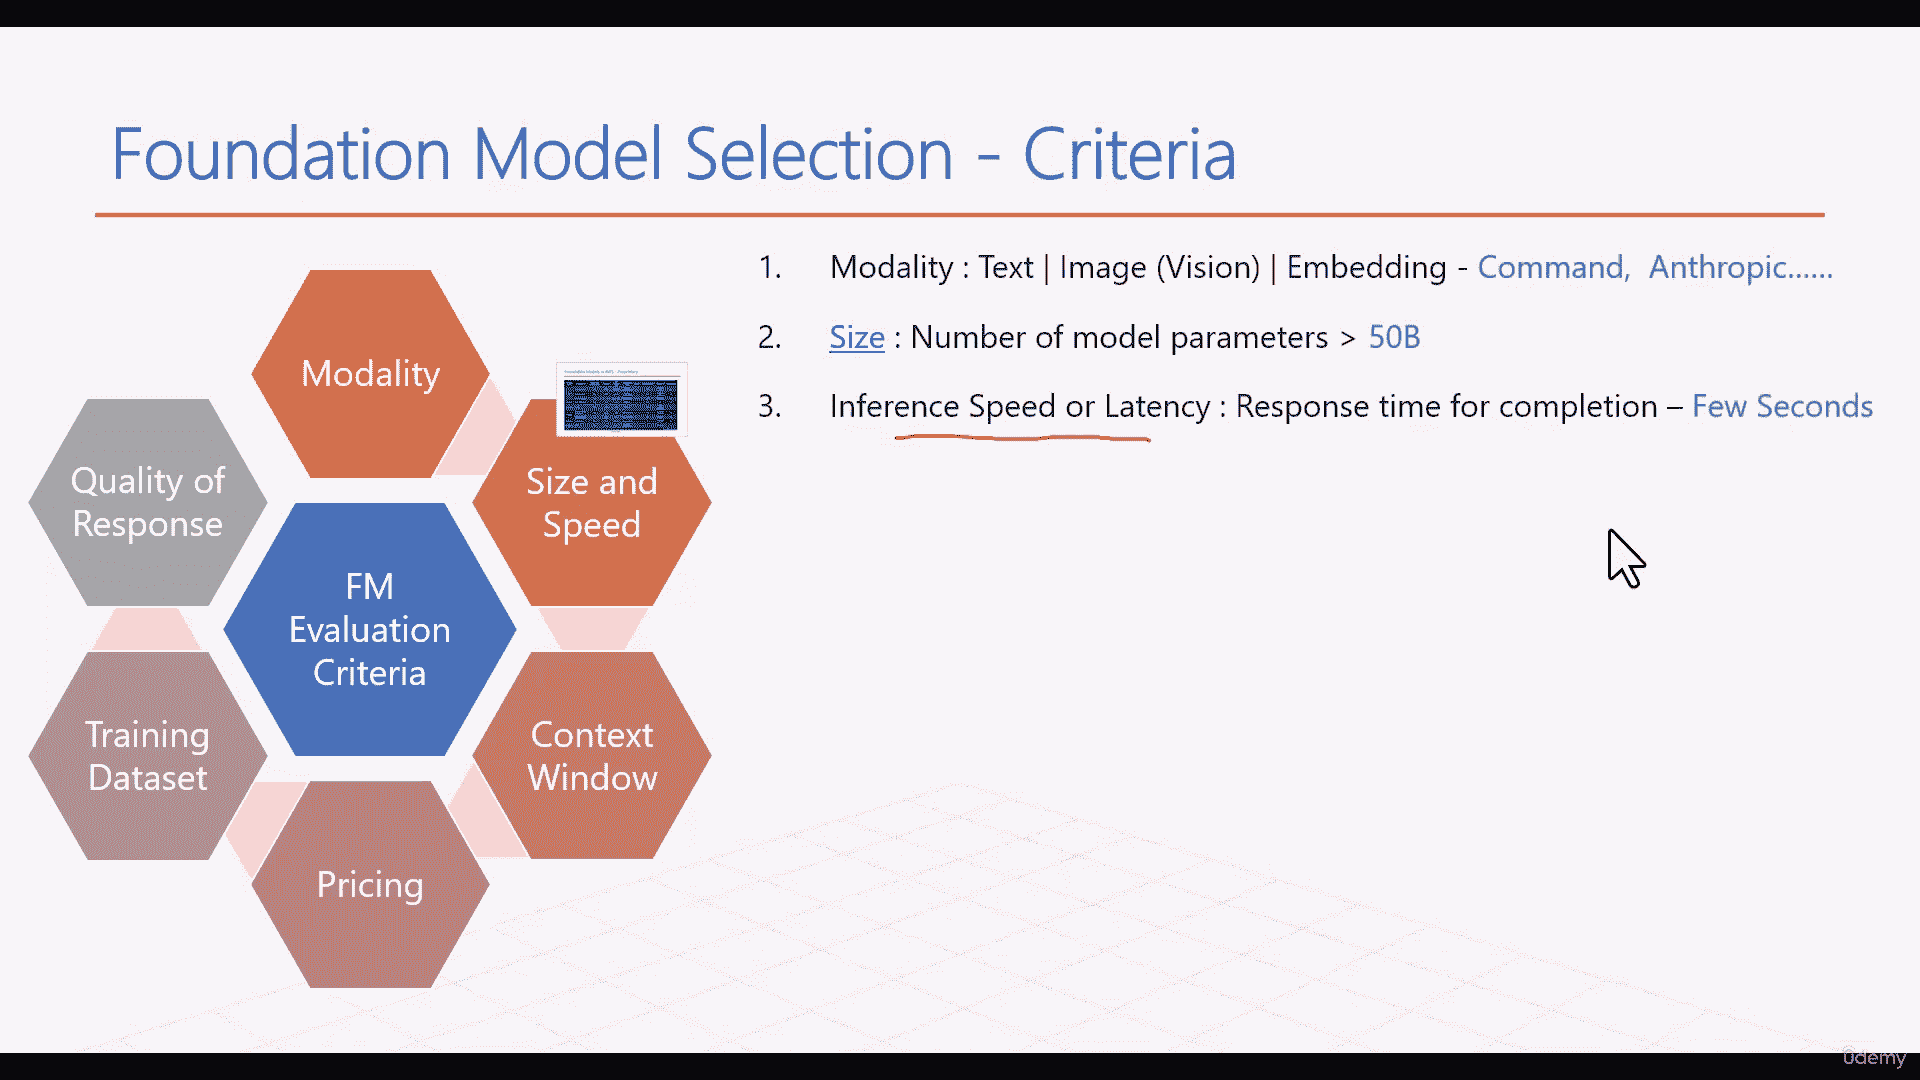 Foundation Model Selection - Criteria
1. Modality : Text | Image (Vision) | Embedding - Command, Anthropic......
2. Size : Number of model parameters > 50B
3. Inference Speed or Latency : Response time for completion – Few Seconds
Modality
Size and
Speed
Context
Window
Pricing
Training
Dataset
Quality of
Response
FM
Evaluation
Criteria
ûdemy